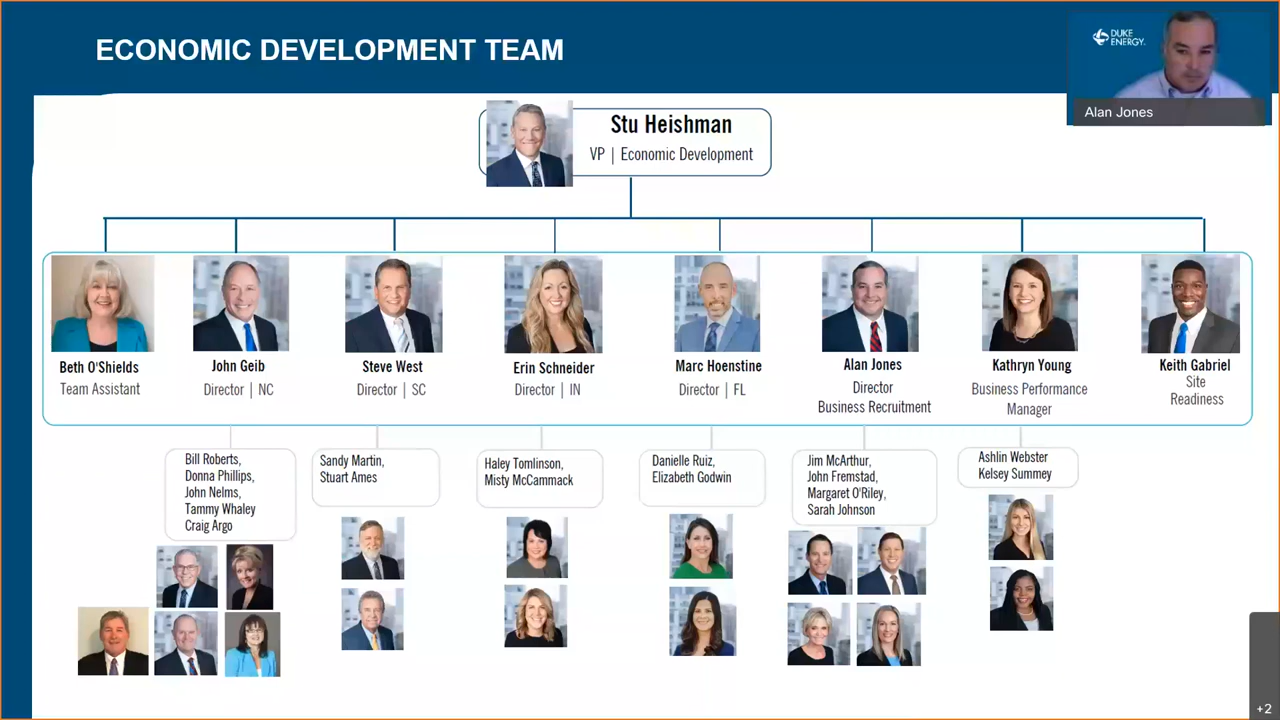 ECONOMIC DEVELOPMENT TEAM
DUKE
ENERGY.
Alan Jones
Stu Heishman
VP | Economic Development
Beth O'Shields
Team Assistant
John Geib
Director | NC
Steve West
Director | SC
Erin Schneider
Director | IN
Marc Hoenstine
Director | FL
Alan Jones
Director
Business Recruitment
Kathryn Young
Business Performance
Manager
Keith Gabriel
Site
Readiness
Bill Roberts,
Donna Phillips,
John Nelms,
Tammy Whaley
Craig Argo
Sandy Martin,
Stuart Ames
Haley Tomlinson,
Misty McCammack
Danielle Ruiz,
Elizabeth Godwin
Jim McArthur,
John Fremstad,
Margaret O'Riley,
Sarah Johnson
Ashlin Webster
Kelsey Summey
+2